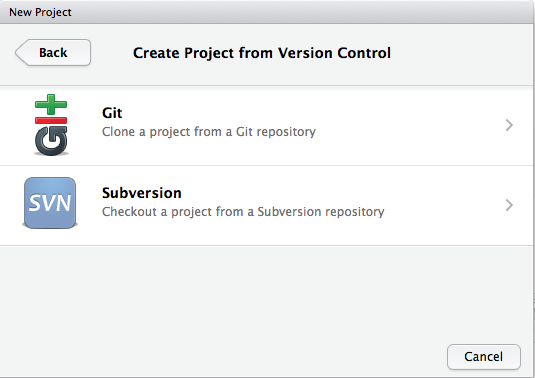 New Project
Back
Create Project from Version Control
Git
Clone a project from a Git repository
SVN
Subversion
Checkout a project from a Subversion repository
Cancel